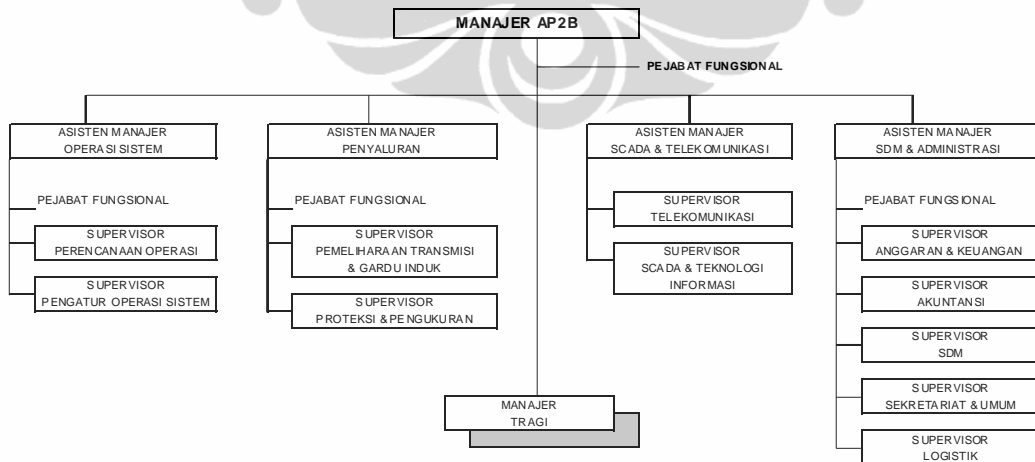 MANAJER AP2B
PEJABAT FUNGSIONAL
ASISTEN MANAJER
OPERASI SISTEM
PEJABAT FUNGSIONAL
SUPERVISOR
PERENCANAAN OPERASI
SUPERVISOR
PENGATUR OPERASI SISTEM
ASISTEN MANAJER
PENYALURAN
PEJABAT FUNGSIONAL
SUPERVISOR
PEMELIHARAAN TRANSMISI
& GARDU INDUK
SUPERVISOR
PROTEKSI & PENGUKURAN
ASISTEN MANAJER
SCADA & TELEKOMUNIKASI
SUPERVISOR
TELEKOMUNIKASI
SUPERVISOR
SCADA & TEKNOLOGI
INFORMASI
ASISTEN MANAJER
SDM & ADMINISTRASI
PEJABAT FUNGSIONAL
SUPERVISOR
ANGGARAN & KEUANGAN
SUPERVISOR
AKUNTANSI
SUPERVISOR
SDM
SUPERVISOR
SEKRETARIAT & UMUM
SUPERVISOR
LOGISTIK
MANAJER
TRAGI